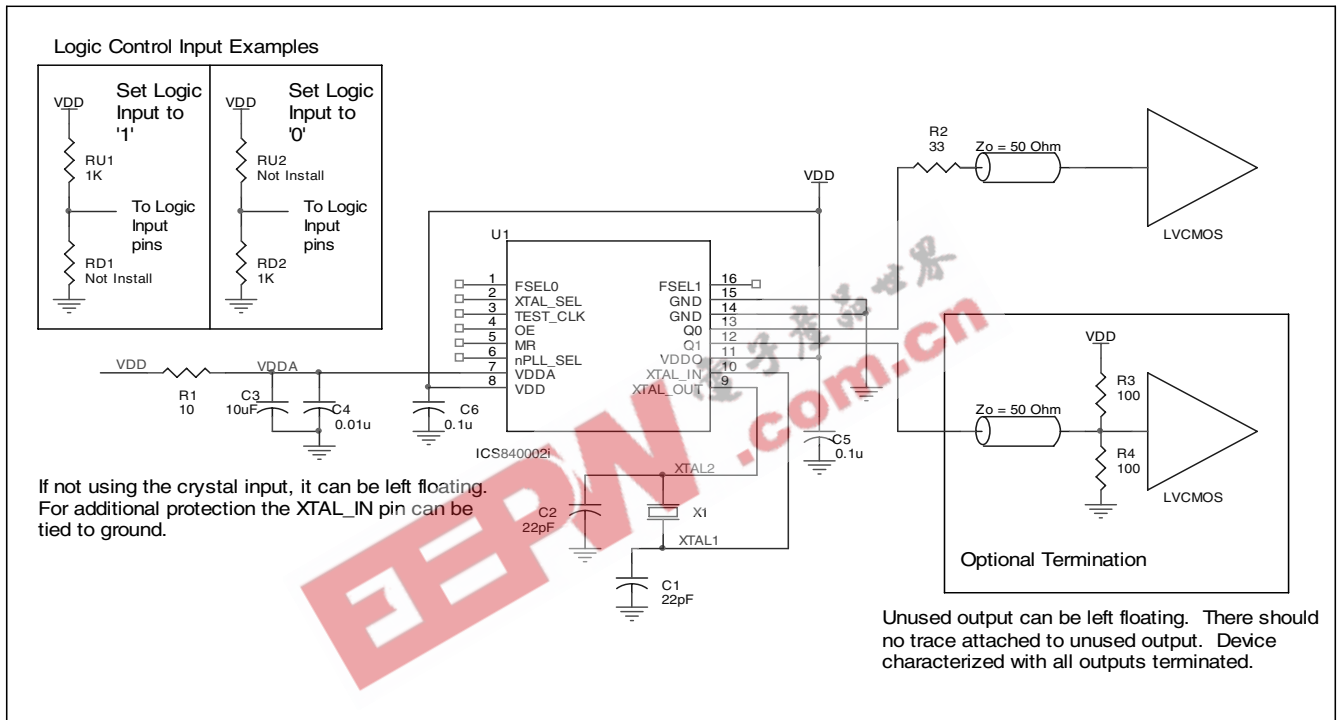 Logic Control Input Examples
Set Logic
Input to
'1'
VDD
RU1
1K
To Logic
Input
pins
RD1
Not Install
Set Logic
Input to
'0'
VDD
RU2
Not Install
To Logic
Input
pins
RD2
1K
VDD
R1
10
VDDA
C3
10uF
C4
0.01u
C6
0.1u
U1
1
2
3
4
5
6
7
8
FSEL0
XTAL_SEL
TEST_CLK
OE
MR
nPLL_SEL
VDDA
VDD
FSEL1
GND
GND
Q0
Q1
VDDO
XTAL_IN
XTAL_OUT
16
15
14
13
12
11
10
9
ICS840002i
VDD
C5
0.1u
XTAL2
C2
22pF
X1
XTAL1
C1
22pF
R2
33
Zo = 50 Ohm
LVCMOS
VDD
R3
100
Zo = 50 Ohm
R4
100
LVCMOS
Optional Termination
If not using the crystal input, it can be left floating.
For additional protection the XTAL_IN pin can be
tied to ground.
Unused output can be left floating. There should
no trace attached to unused output. Device
characterized with all outputs terminated.
EEPW
.com.cn
電子產品世界